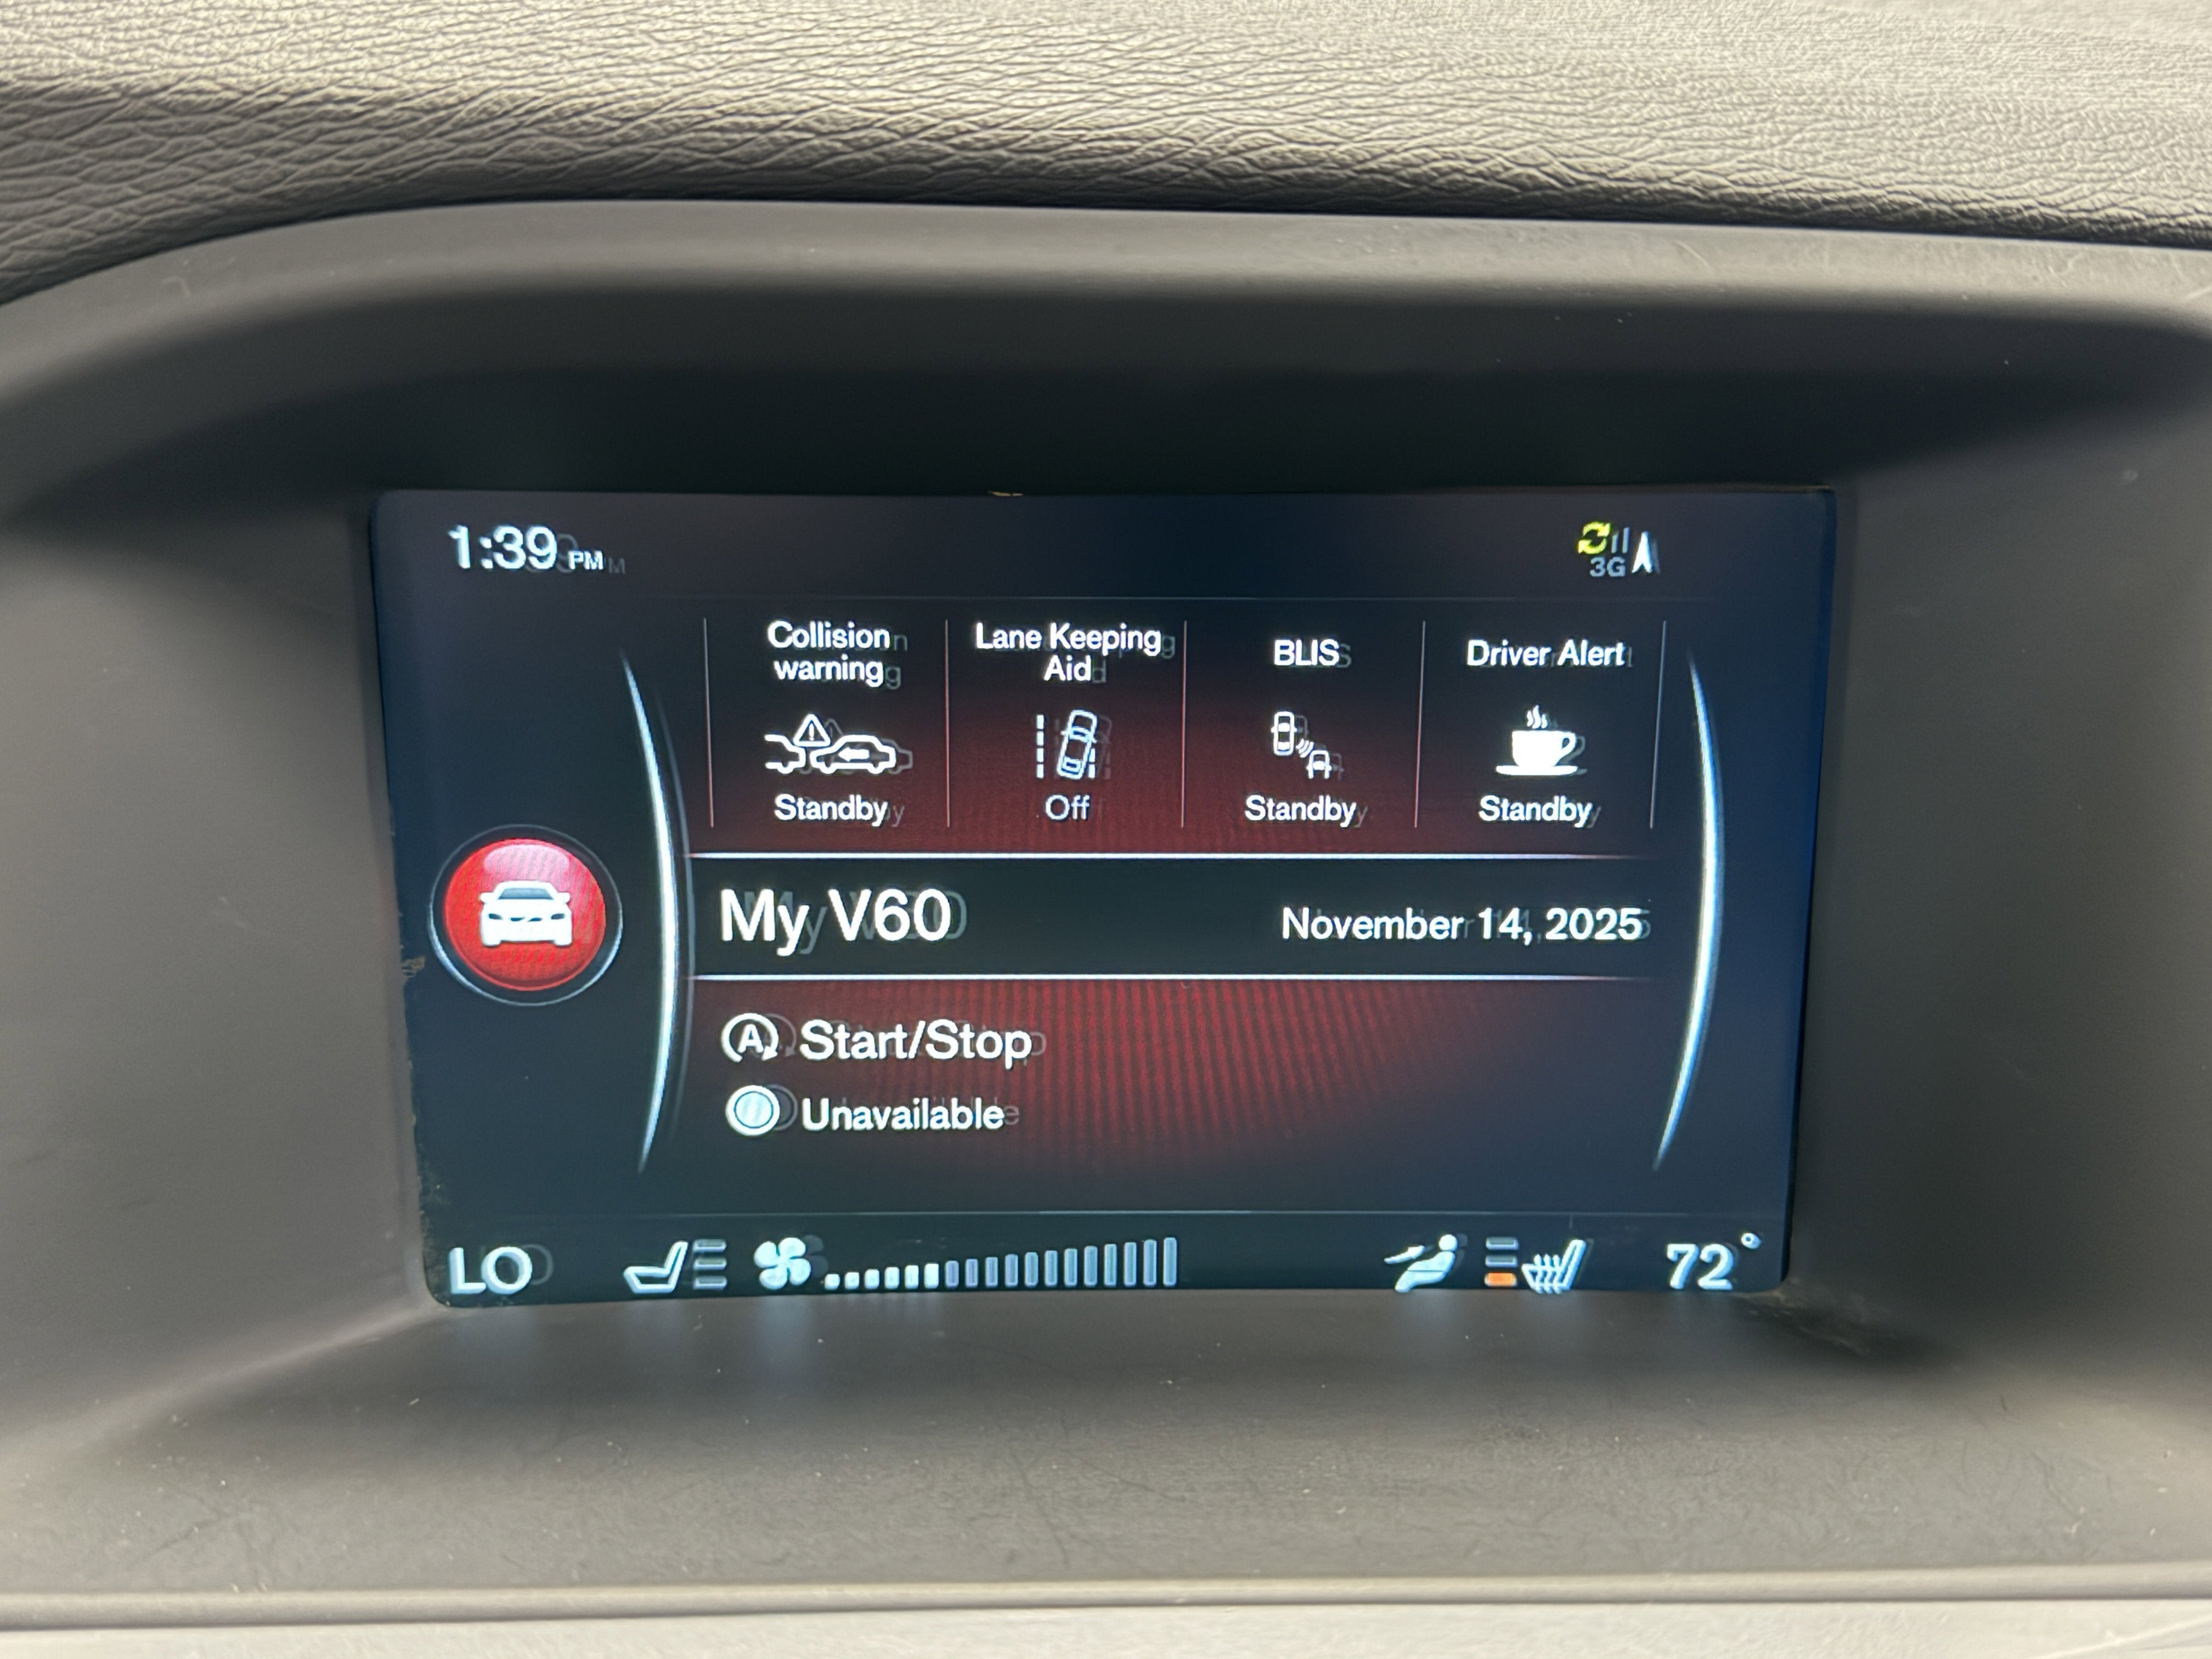 1:39 PM
3G
Collision
warning
Standby
Lane Keeping
Aid
Off
BLIS
Standby
Driver Alert
Standby
My V60
November 14, 2025
A Start/Stop
Unavailable
LO
72°